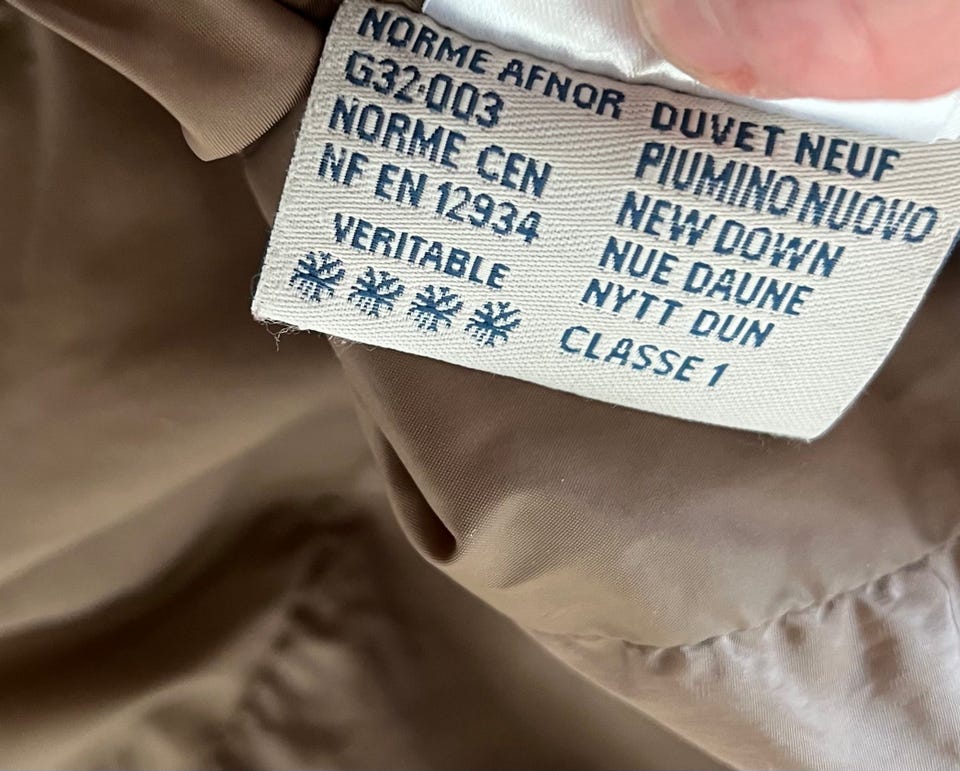 NORME AFNOR
G32-003
NORME CEN
NF EN 12934
VERITABLE
DUVET NEUF
PIUMINO NUOVO
NEW DOWN
NUE DAUNE
NYTT DUN
CLASSE 1